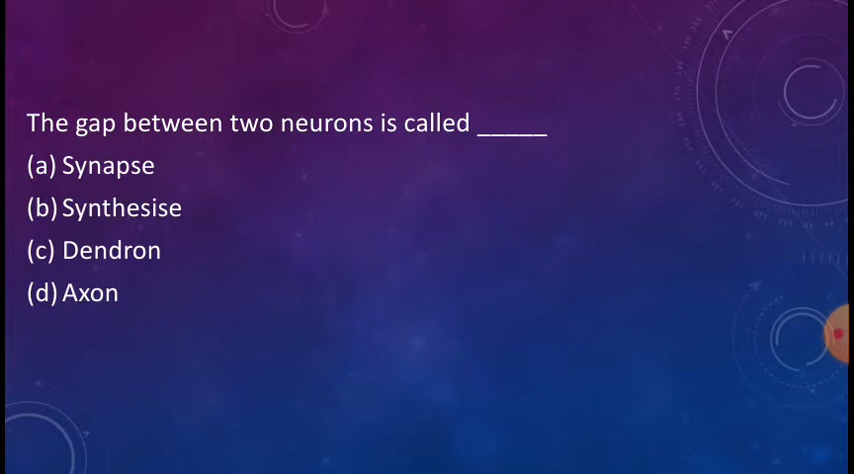 The gap between two neurons is called _____
(a) Synapse
(b) Synthesise
(c) Dendron
(d) Axon